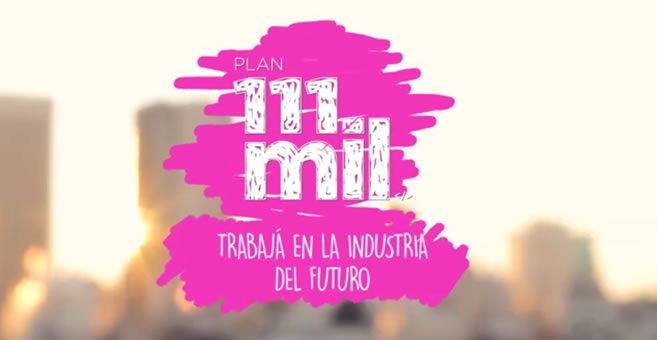 PLAN
111
mil
TRABAJÁ EN LA INDUSTRIA
DEL FUTURO